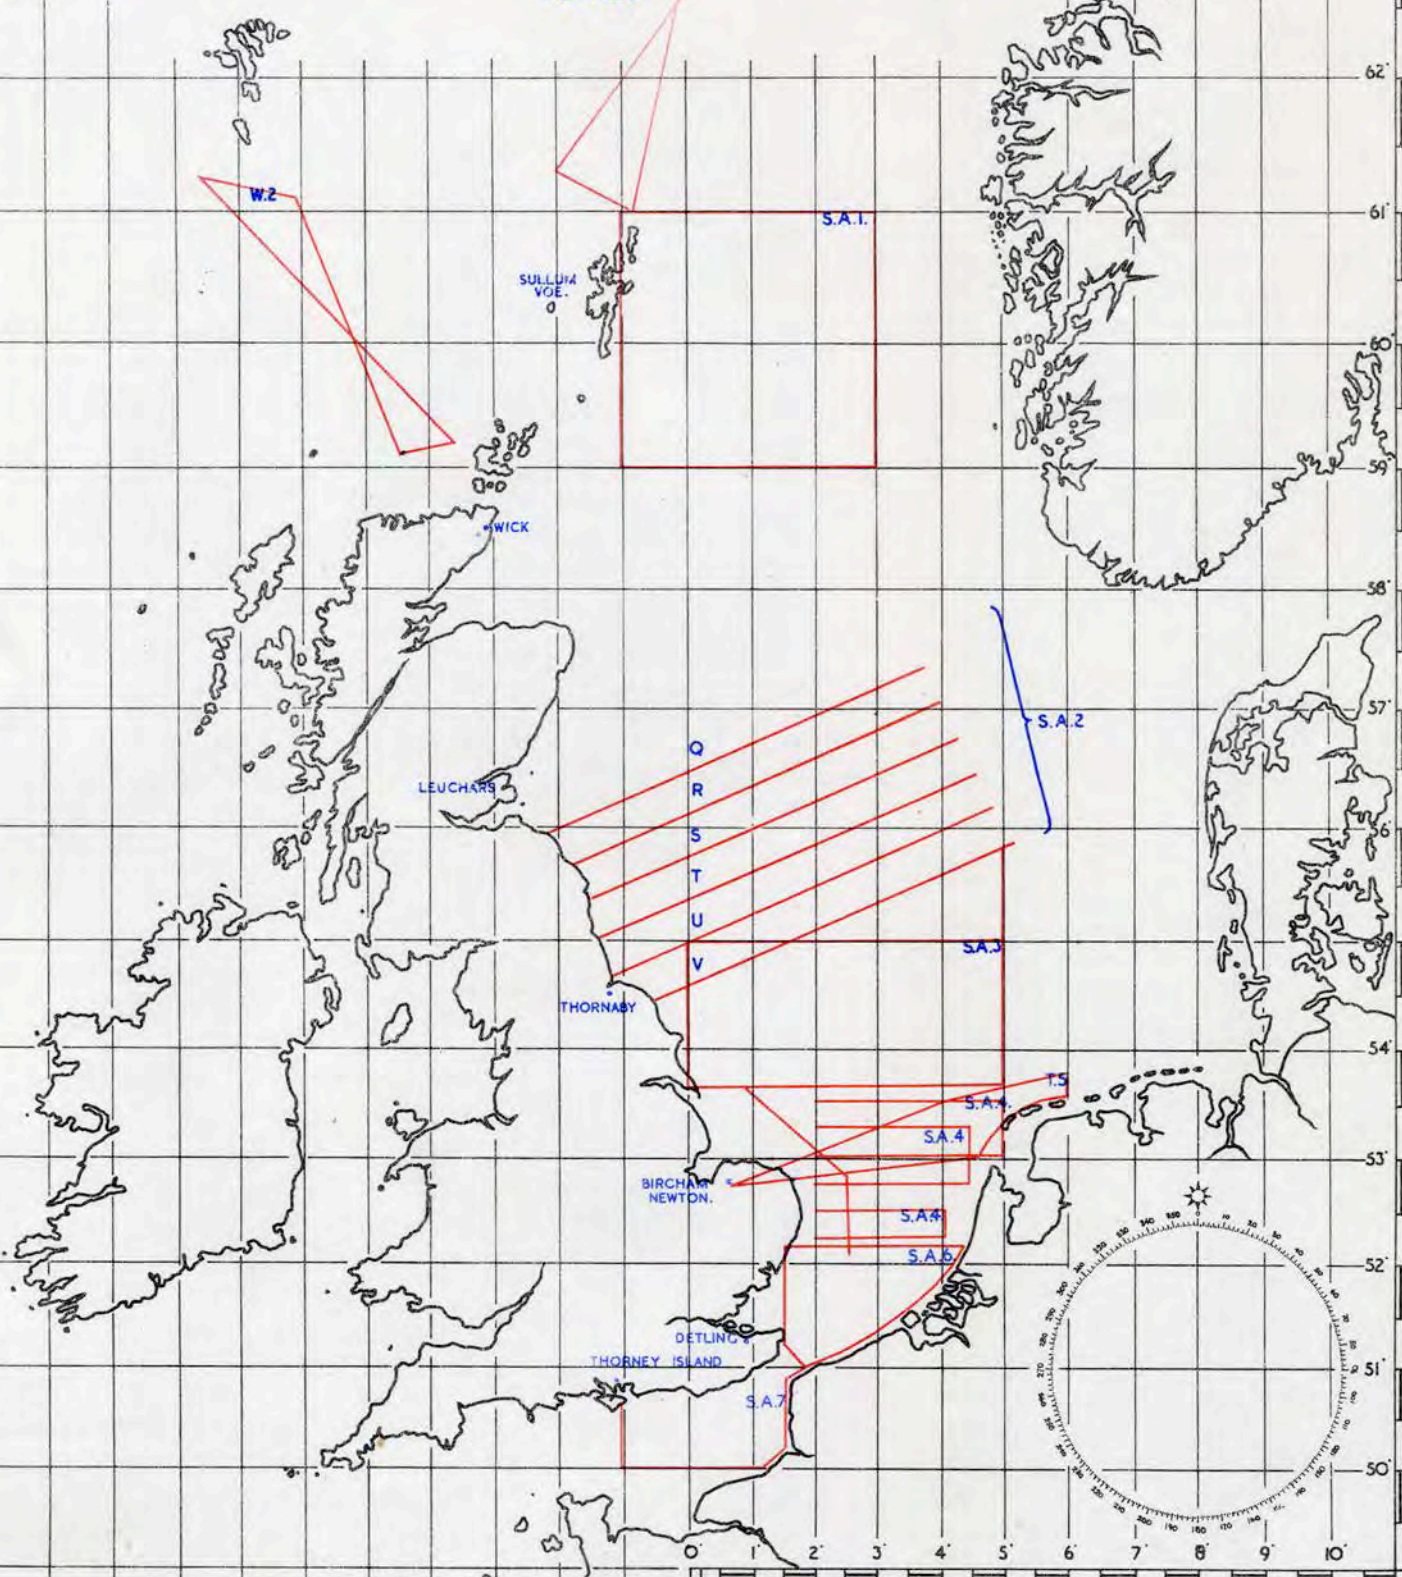 62°
W.2
S.A.1.
61°
SULLUM
VOE.
60°
59°
WICK
58°
57°
S.A.2
Q
LEUCHARS
R
S
56°
T
U
S.A.3
V
THORNABY
54°
T.5
S.A.4.
S.A.4
53°
BIRCHAM
NEWTON.
S.A.4
S.A.6.
52°
DETLING
THORNEY ISLAND
51°
S.A.7
50°
0° 1° 2° 3° 4° 5° 6° 7° 8° 9° 10°